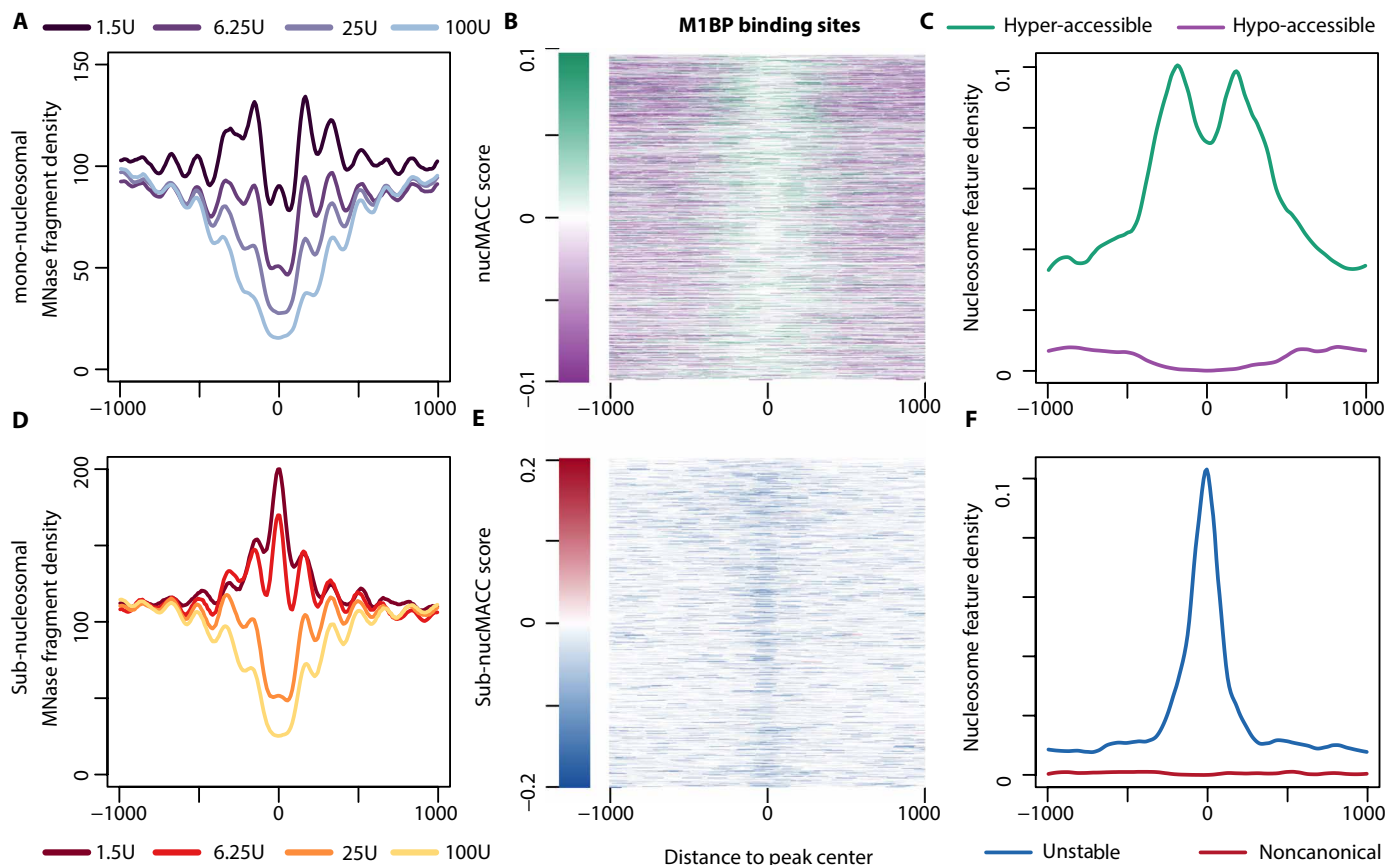 A 1.5U 6.25U 25U 100U
B M1BP binding sites
C Hyper-accessible Hypo-accessible
mono-nucleosomal
MNase fragment density
150
100
50
0
−1000 0 1000
nucMACC score
0.1
0
−0.1
−1000 0 1000
Nucleosome feature density
0.1
0
−1000 0 1000
D
Sub-nucleosomal
MNase fragment density
200
100
0
-1000 0 1000
1.5U 6.25U 25U 100U
E
Sub-nucMACC score
0.2
0
−0.2
-1000 0 1000
Distance to peak center
F
Nucleosome feature density
0.1
0
-1000 0 1000
Unstable Noncanonical